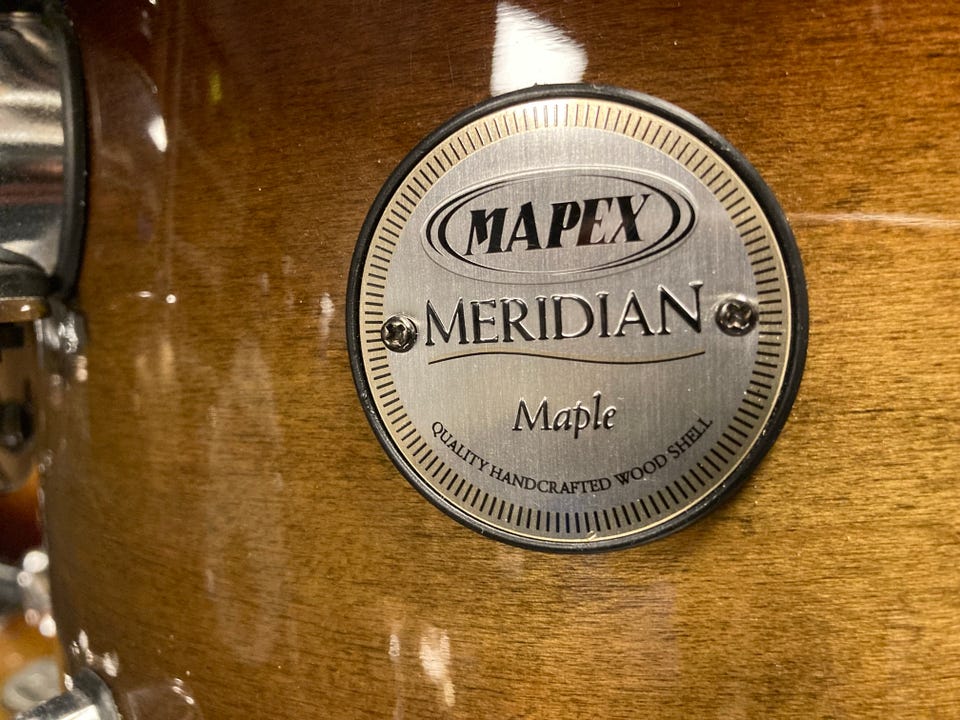 MAPEX
MERIDIAN
Maple
QUALITY HANDCRAFTED WOOD SHELL